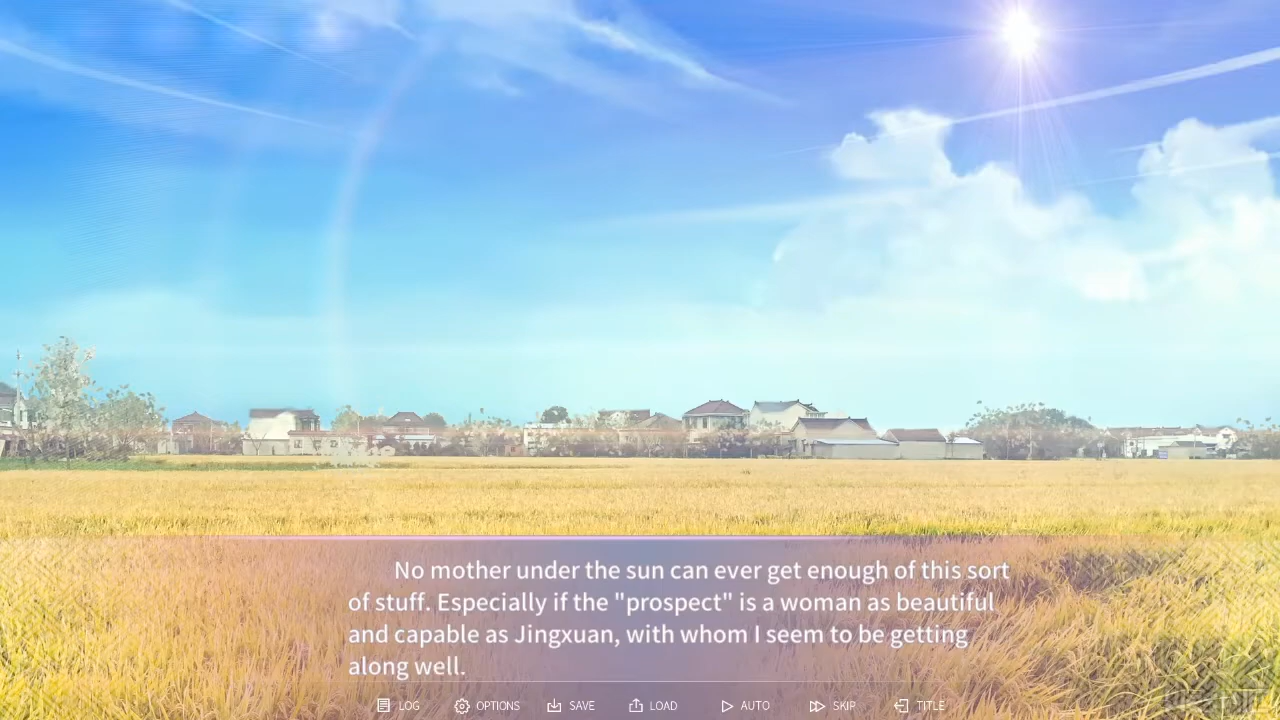 No mother under the sun can ever get enough of this sort
of stuff. Especially if the "prospect" is a woman as beautiful
and capable as Jingxuan, with whom I seem to be getting
along well.
LOG OPTIONS SAVE LOAD AUTO SKIP TITLE